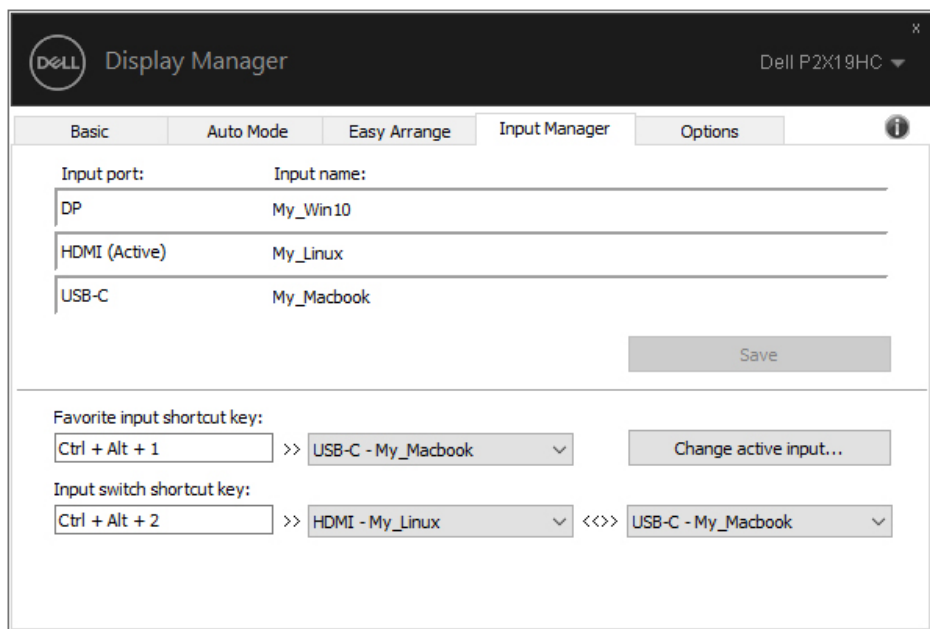 x
DELL Display Manager Dell P2X19HC
Basic Auto Mode Easy Arrange Input Manager Options i
Input port: Input name:
DP My_Win10
HDMI (Active) My_Linux
USB-C My_Macbook
Save
Favorite input shortcut key:
Ctrl + Alt + 1 >> USB-C - My_Macbook Change active input...
Input switch shortcut key:
Ctrl + Alt + 2 >> HDMI - My_Linux <<>> USB-C - My_Macbook